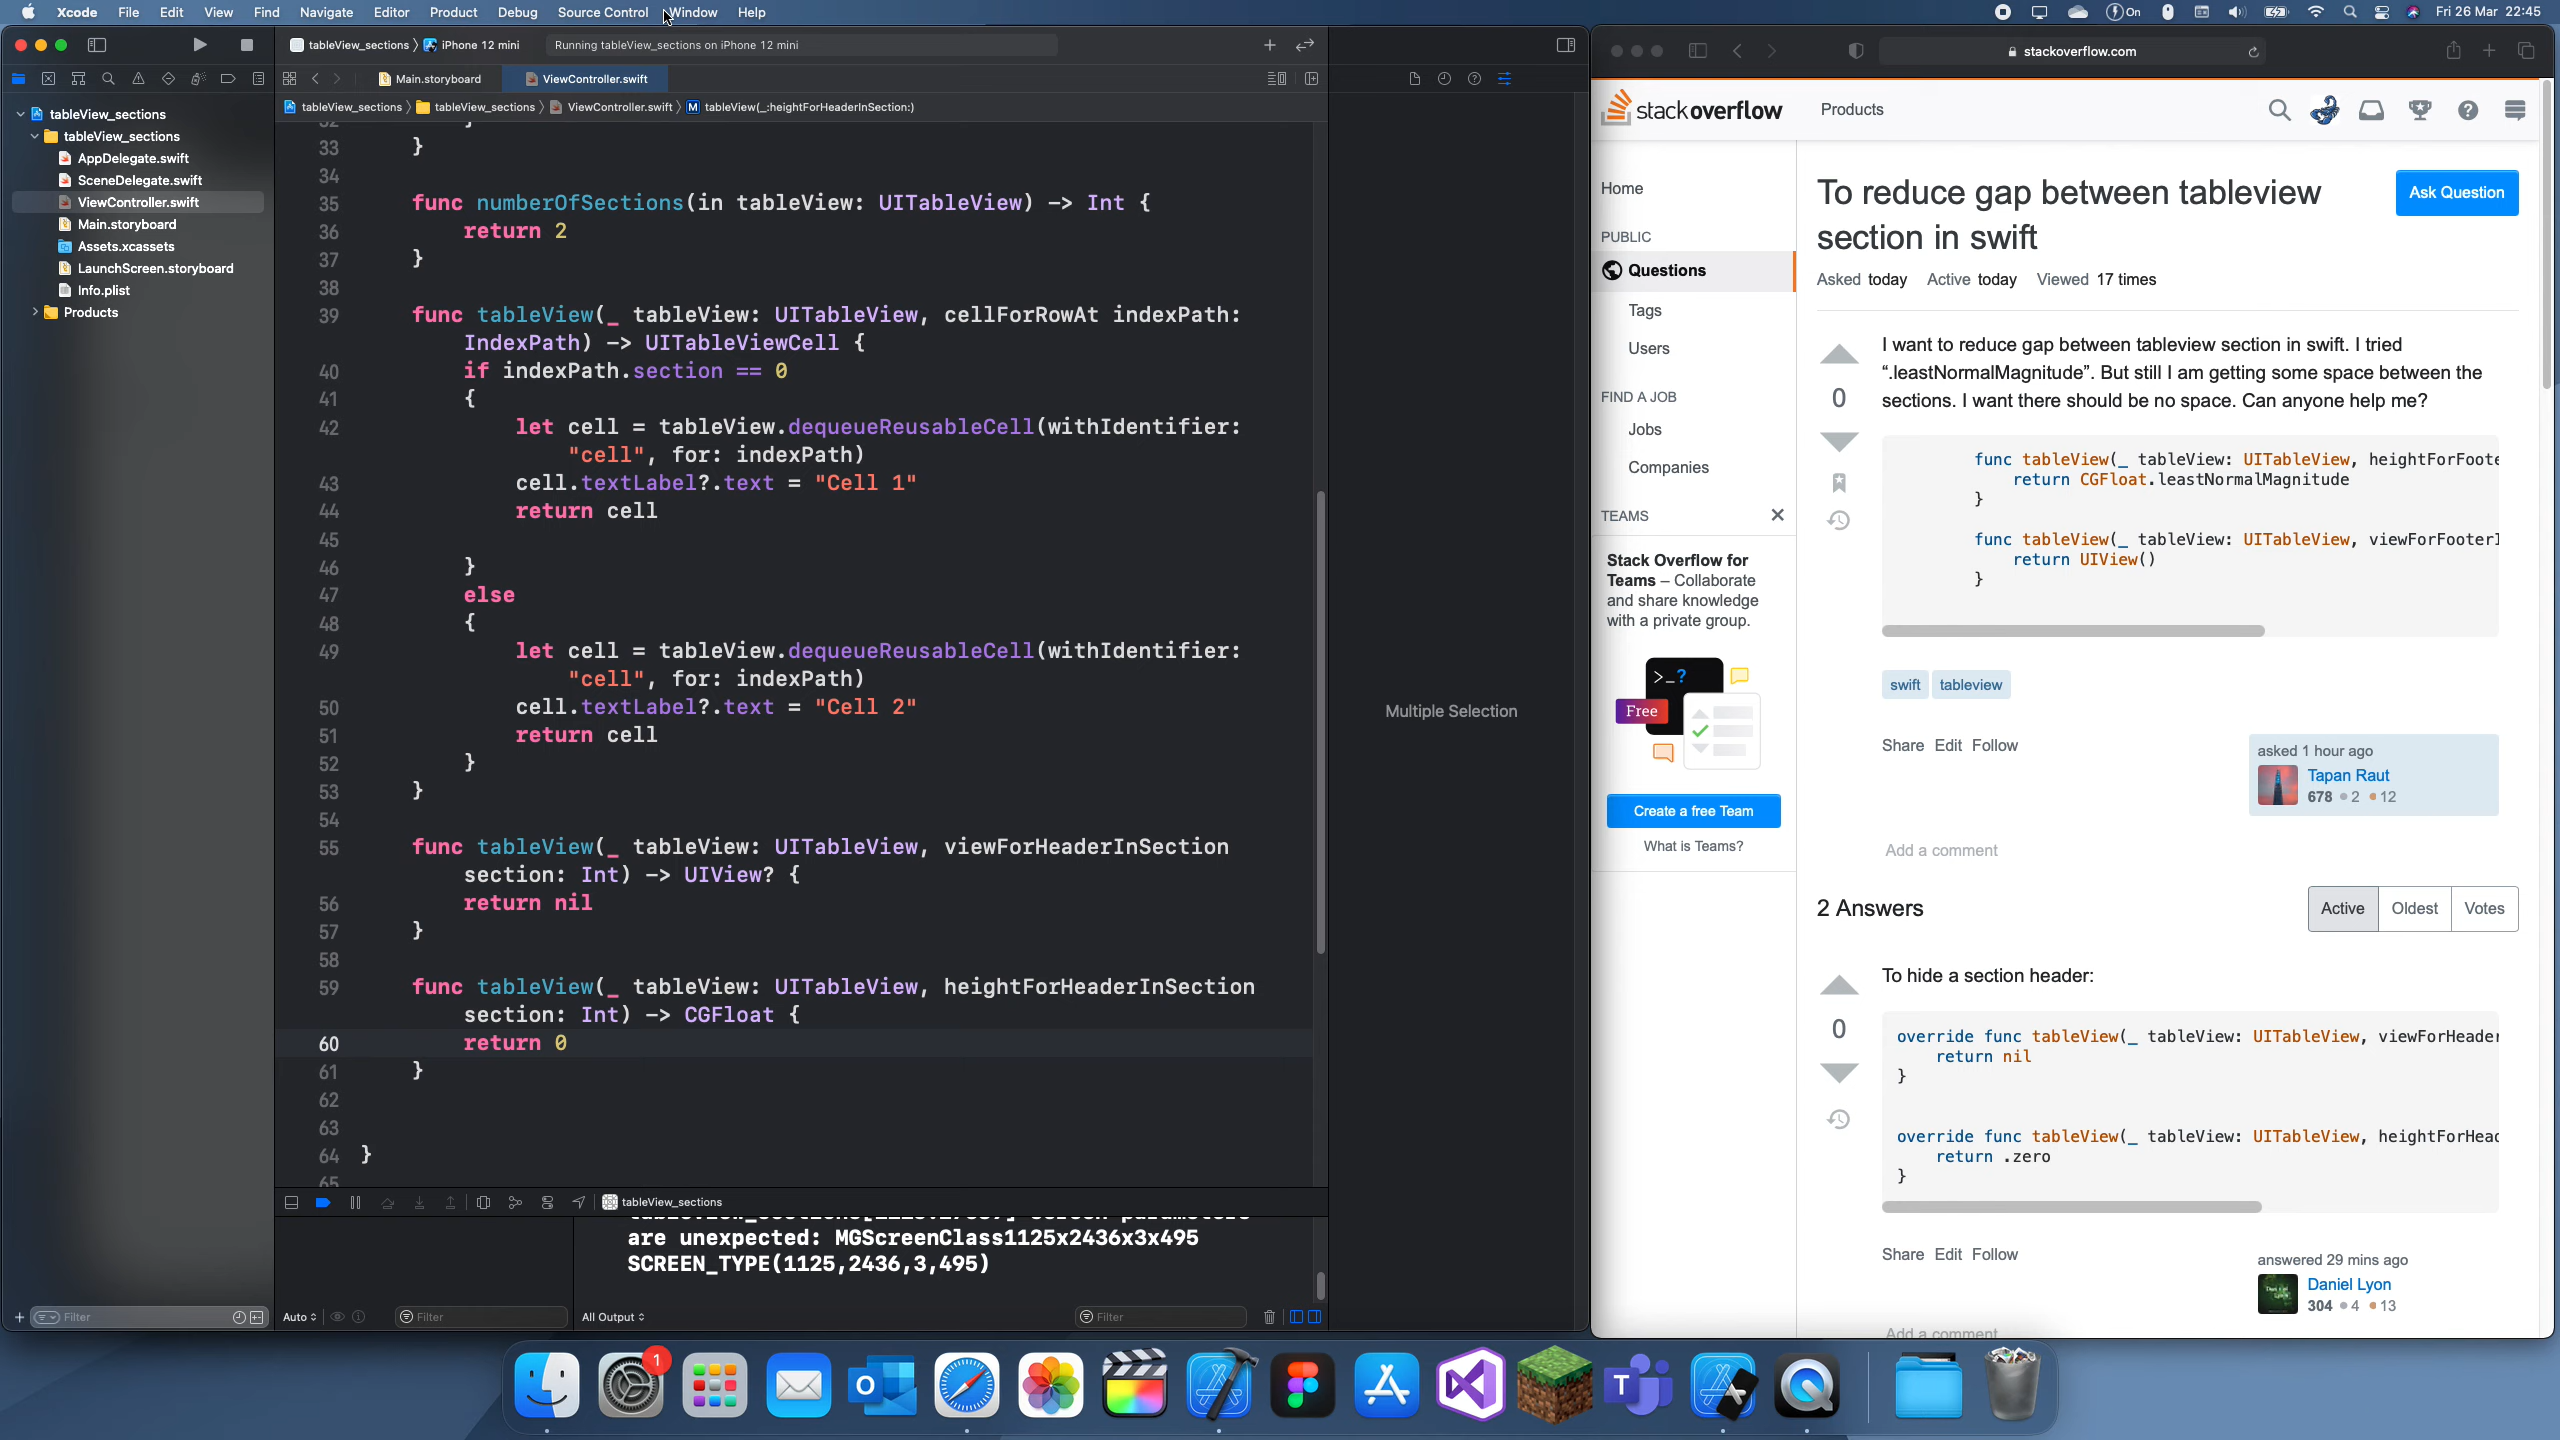 Xcode File Edit View Find Navigate Editor Product Debug Source Control Window Help
On Fri 26 Mar 22:45
tableView_sections iPhone 12 mini Running tableView_sections on iPhone 12 mini
Main.storyboard ViewController.swift
tableView_sections tableView_sections ViewController.swift M tableView(_:heightForHeaderInSection:)
tableView_sections
tableView_sections
AppDelegate.swift
SceneDelegate.swift
ViewController.swift
Main.storyboard
Assets.xcassets
LaunchScreen.storyboard
Info.plist
Products
Filter
33 }
34
35 func numberOfSections(in tableView: UITableView) -> Int {
36 return 2
37 }
38
39 func tableView(_ tableView: UITableView, cellForRowAt indexPath:
IndexPath) -> UITableViewCell {
40 if indexPath.section == 0
41 {
42 let cell = tableView.dequeueReusableCell(withIdentifier:
"cell", for: indexPath)
43 cell.textLabel?.text = "Cell 1"
44 return cell
45
46 }
47 else
48 {
49 let cell = tableView.dequeueReusableCell(withIdentifier:
"cell", for: indexPath)
50 cell.textLabel?.text = "Cell 2"
51 return cell
52 }
53 }
54
55 func tableView(_ tableView: UITableView, viewForHeaderInSection
section: Int) -> UIView? {
56 return nil
57 }
58
59 func tableView(_ tableView: UITableView, heightForHeaderInSection
section: Int) -> CGFloat {
60 return 0
61 }
62
63
64 }
65
tableView_sections
are unexpected: MGScreenClass1125x2436x3x495
SCREEN_TYPE(1125,2436,3,495)
Auto Filter All Output Filter
Multiple Selection
stackoverflow.com
stackoverflow Products
Home
PUBLIC
Questions
Tags
Users
FIND A JOB
Jobs
Companies
TEAMS
Stack Overflow for
Teams – Collaborate
and share knowledge
with a private group.
>_?
Free
Create a free Team
What is Teams?
To reduce gap between tableview
section in swift
Ask Question
Asked today Active today Viewed 17 times
I want to reduce gap between tableview section in swift. I tried
“.leastNormalMagnitude”. But still I am getting some space between the
sections. I want there should be no space. Can anyone help me?
0
func tableView(_ tableView: UITableView, heightForFoote
return CGFloat.leastNormalMagnitude
}
func tableView(_ tableView: UITableView, viewForFooterI
return UIView()
}
swift tableview
Share Edit Follow
asked 1 hour ago
Tapan Raut
678 2 12
Add a comment
2 Answers
Active Oldest Votes
To hide a section header:
0
override func tableView(_ tableView: UITableView, viewForHeader
return nil
}
override func tableView(_ tableView: UITableView, heightForHead
return .zero
}
Share Edit Follow
answered 29 mins ago
Daniel Lyon
304 4 13
Add a comment
1